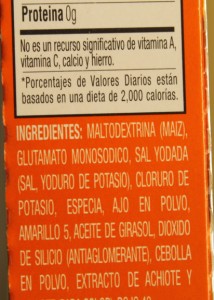 Proteina 0g
No es un recurso significativo de vitamina A,
vitamina C, calcio y hierro.
*Porcentajes de Valores Diarios están
basados en una dieta de 2,000 calorías.
INGREDIENTES: MALTODEXTRINA (MAIZ),
GLUTAMATO MONOSODICO, SAL YODADA
(SAL, YODURO DE POTASIO), CLORURO DE
POTASIO, ESPECIA, AJO EN POLVO,
AMARILLO 5, ACEITE DE GIRASOL, DIOXIDO
DE SILICIO (ANTIAGLOMERANTE), CEBOLLA
EN POLVO, EXTRACTO DE ACHIOTE Y